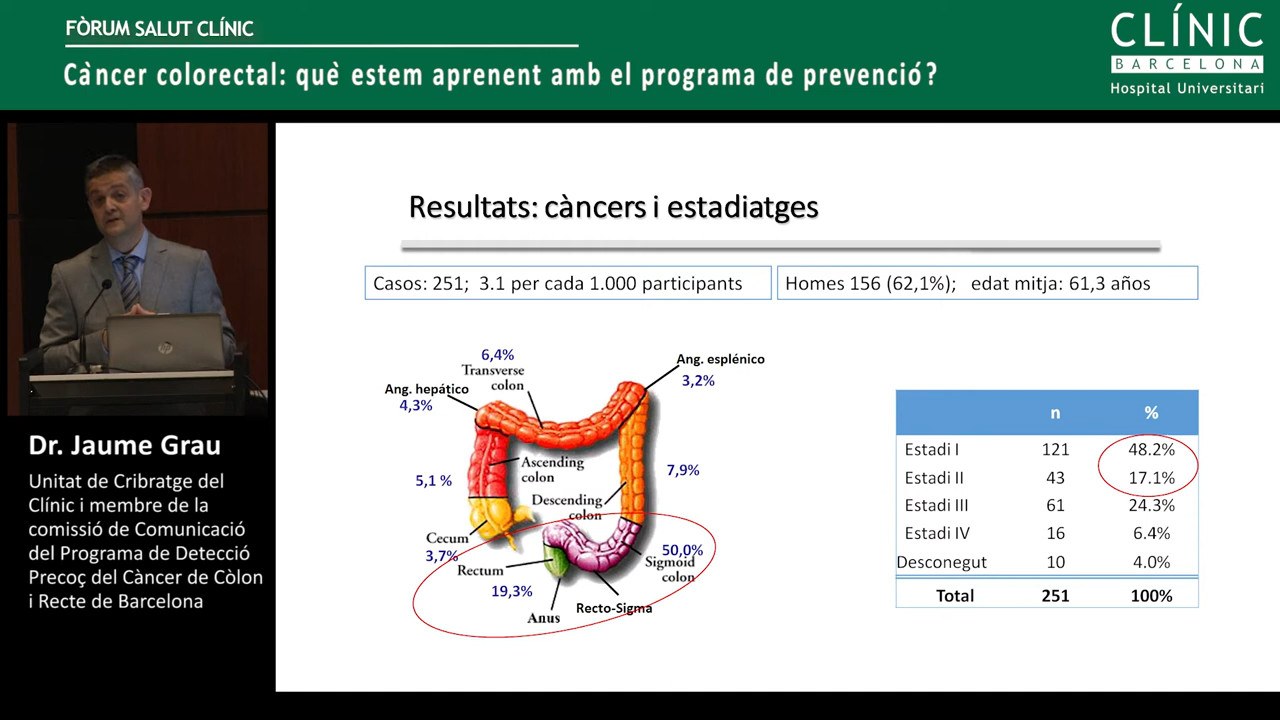 FÒRUM SALUT CLÍNIC
Càncer colorectal: què estem aprenent amb el programa de prevenció?
CLÍNIC
BARCELONA
Hospital Universitari
Resultats: càncers i estadiatges
Casos: 251; 3.1 per cada 1.000 participants
Homes 156 (62,1%); edat mitja: 61,3 años
6,4%
Transverse
colon
Ang. esplénico
3,2%
Ang. hepático
4,3%
Ascending
colon
5,1 %
7,9%
Descending
colon
Cecum
3,7%
Rectum
19,3%
50,0%
Sigmoid
colon
Recto-Sigma
Anus
n %
Estadi I 121 48.2%
Estadi II 43 17.1%
Estadi III 61 24.3%
Estadi IV 16 6.4%
Desconegut 10 4.0%
Total 251 100%
Dr. Jaume Grau
Unitat de Cribratge del
Clínic i membre de la
comissió de Comunicació
del Programa de Detecció
Precoç del Càncer de Còlon
i Recte de Barcelona
hp